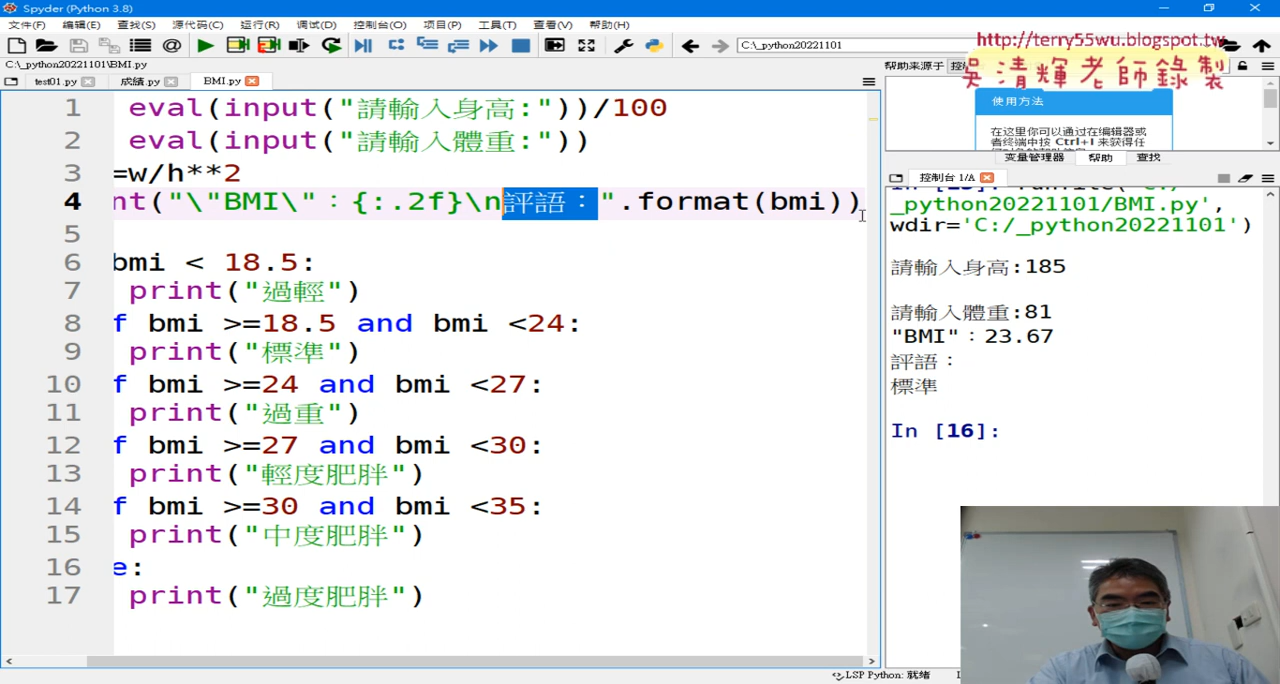 Spyder (Python 3.8)
文件(F) 编辑(E) 查找(S) 源代码(C) 运行(R) 调试(D) 控制台(O) 项目(P) 工具(T) 查看(V) 帮助(H)
C:\_python20221101
http://terry55wu.blogspot.tw
吳清輝老師錄製
C:\_python20221101\BMI.py
帮助来源于
test01.py 成绩.py BMI.py
使用方法
在这里你可以通过在编辑器或
者终端中按 Ctrl+I 来获得任
变量管理器 帮助 查找
控制台 1/A
1 eval(input("請輸入身高:"))/100
2 eval(input("請輸入體重:"))
3 =w/h**2
4 nt("\"BMI\"：{:.2f}\n評語：".format(bmi))
5
6 bmi < 18.5:
7 print("過輕")
8 f bmi >=18.5 and bmi <24:
9 print("標準")
10 f bmi >=24 and bmi <27:
11 print("過重")
12 f bmi >=27 and bmi <30:
13 print("輕度肥胖")
14 f bmi >=30 and bmi <35:
15 print("中度肥胖")
16 e:
17 print("過度肥胖")
_python20221101/BMI.py',
wdir='C:/_python20221101')
請輸入身高:185
請輸入體重:81
"BMI"：23.67
評語：
標準
In [16]:
LSP Python: 就绪